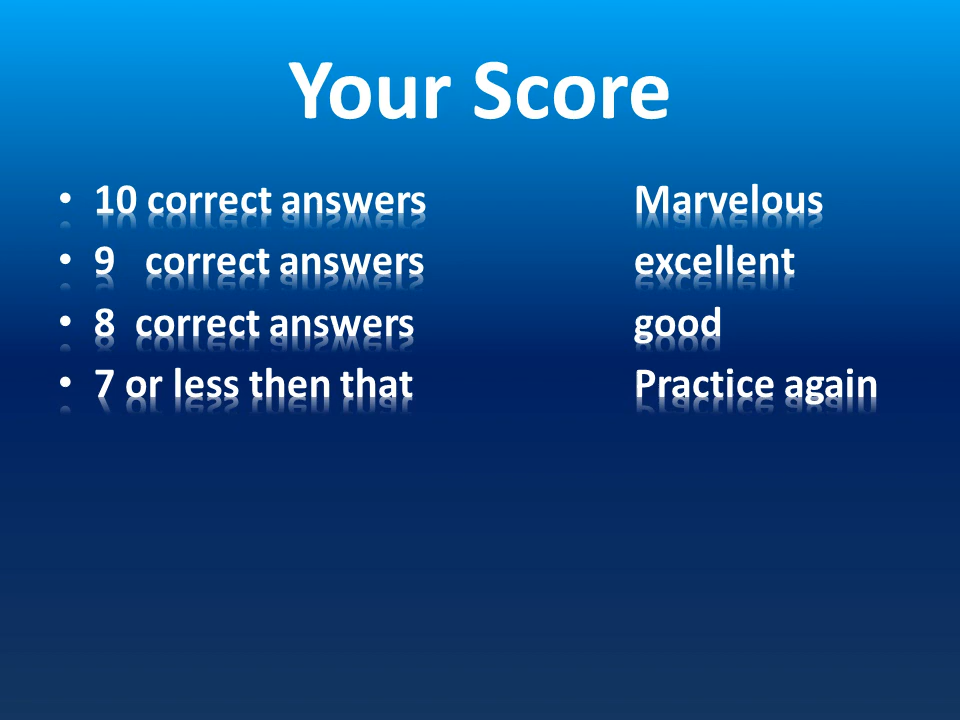 Your Score
• 10 correct answers Marvelous
• 9 correct answers excellent
• 8 correct answers good
• 7 or less then that Practice again